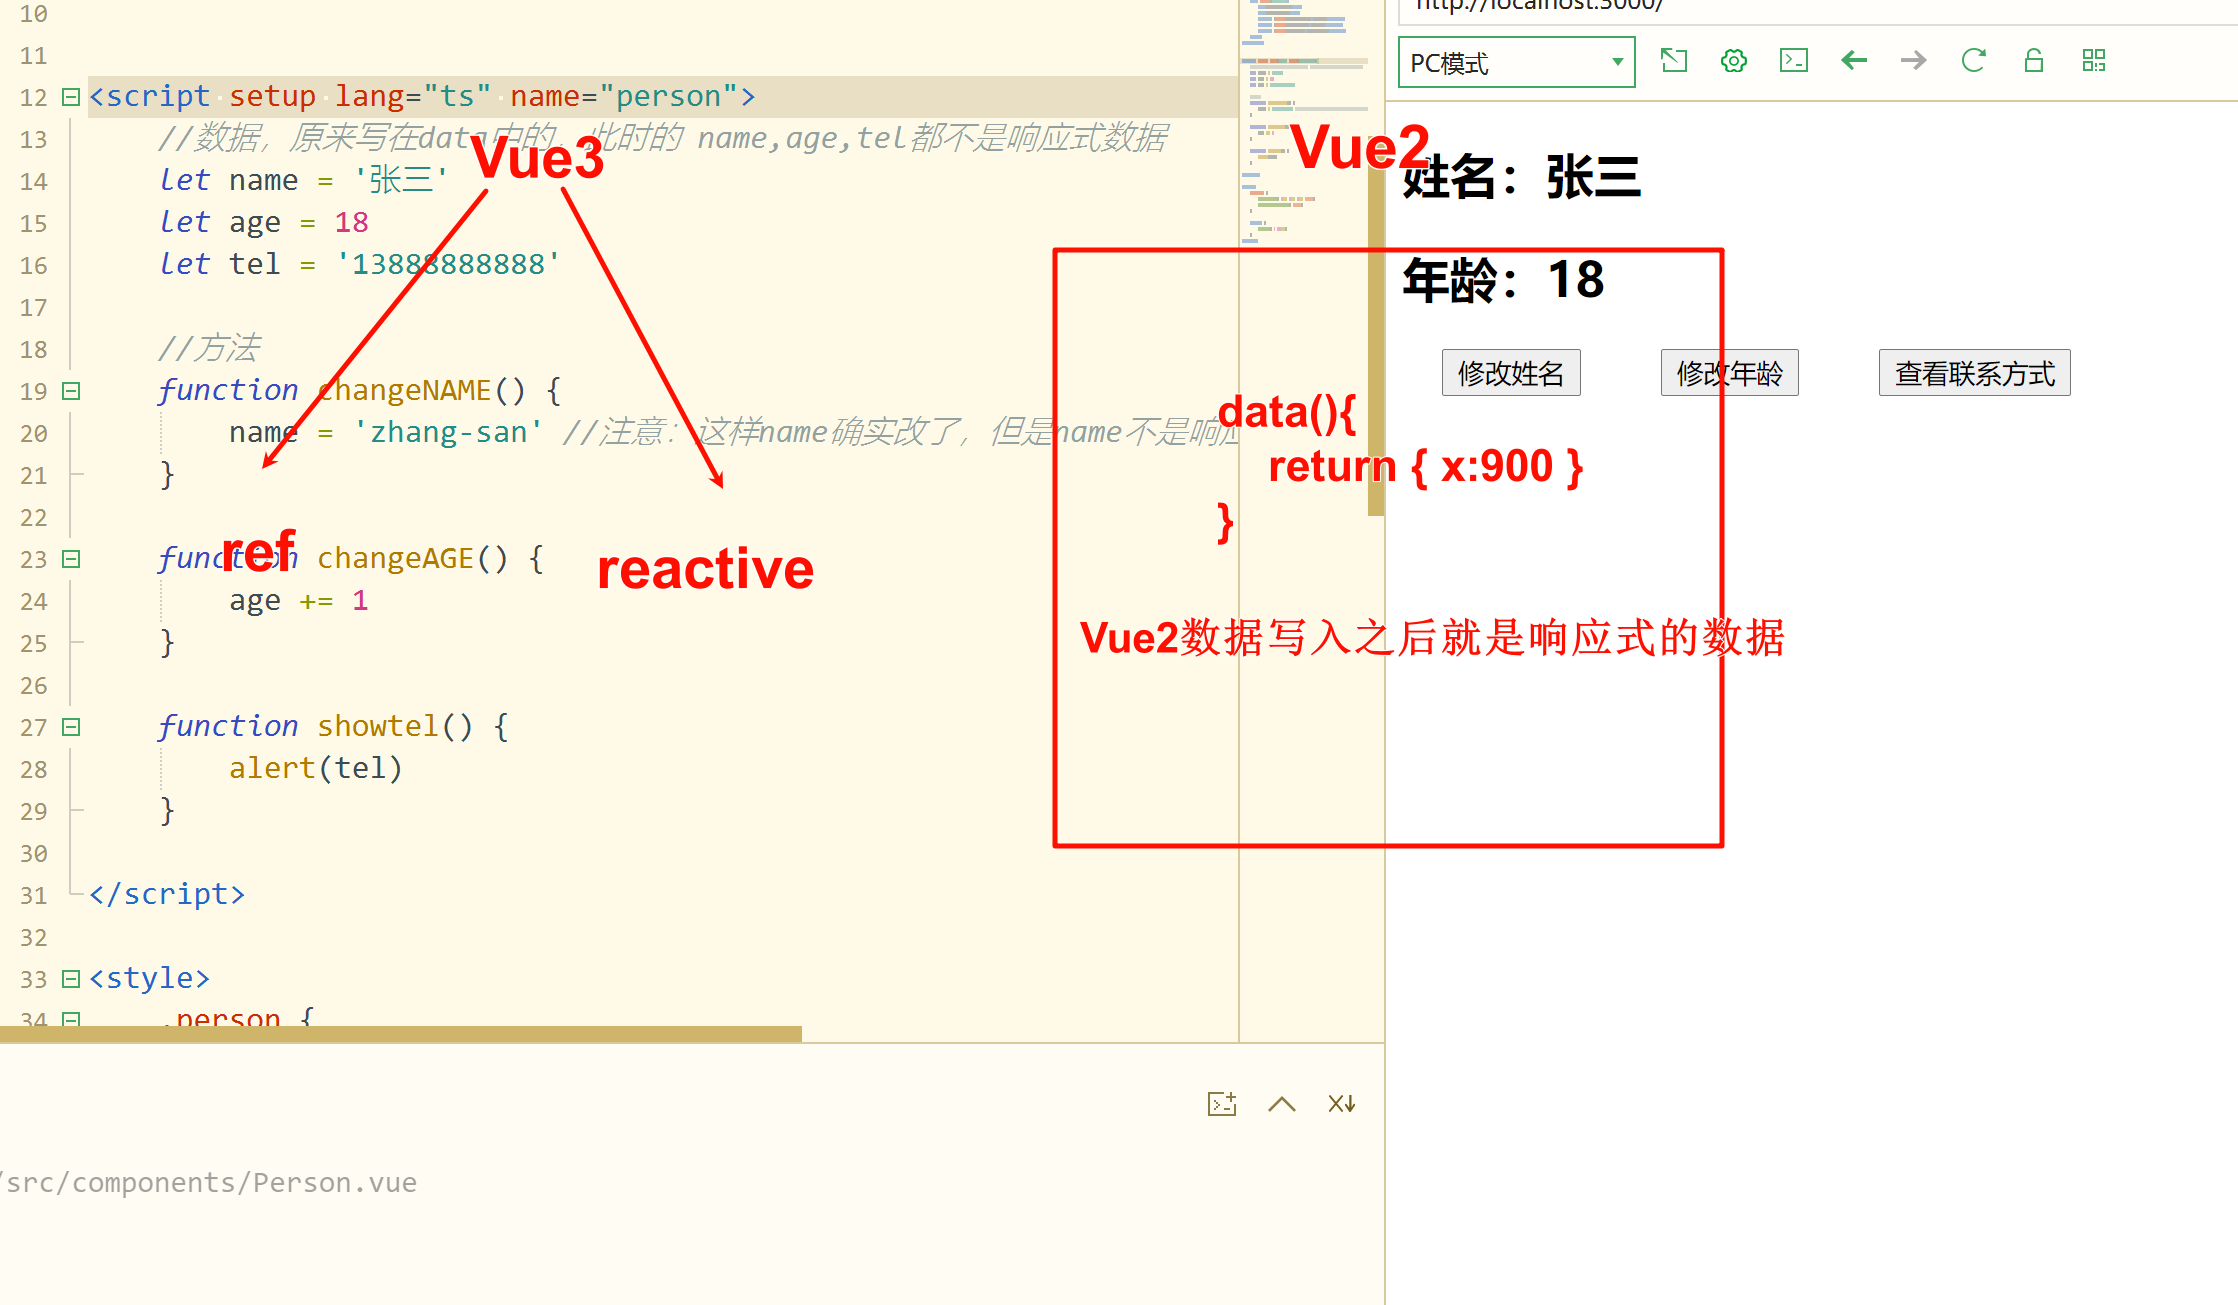 10
11
12 <script setup lang="ts" name="person">
13 //数据，原来写在data中的，此时的 name,age,tel都不是响应式数据
14 let name = '张三'
15 let age = 18
16 let tel = '13888888888'
17
18 //方法
19 function changeNAME() {
20 name = 'zhang-san' //注意：这样name确实改了，但是name不是响应
21 }
22
23 function changeAGE() {
24 age += 1
25 }
26
27 function showtel() {
28 alert(tel)
29 }
30
31 </script>
32
33 <style>
34 .person {
Vue3
ref
reactive
/src/components/Person.vue
http://localhost:3000/
PC模式
Vue2
姓名：张三
年龄：18
修改姓名 修改年龄 查看联系方式
data(){
return { x:900 }
}
Vue2数据写入之后就是响应式的数据